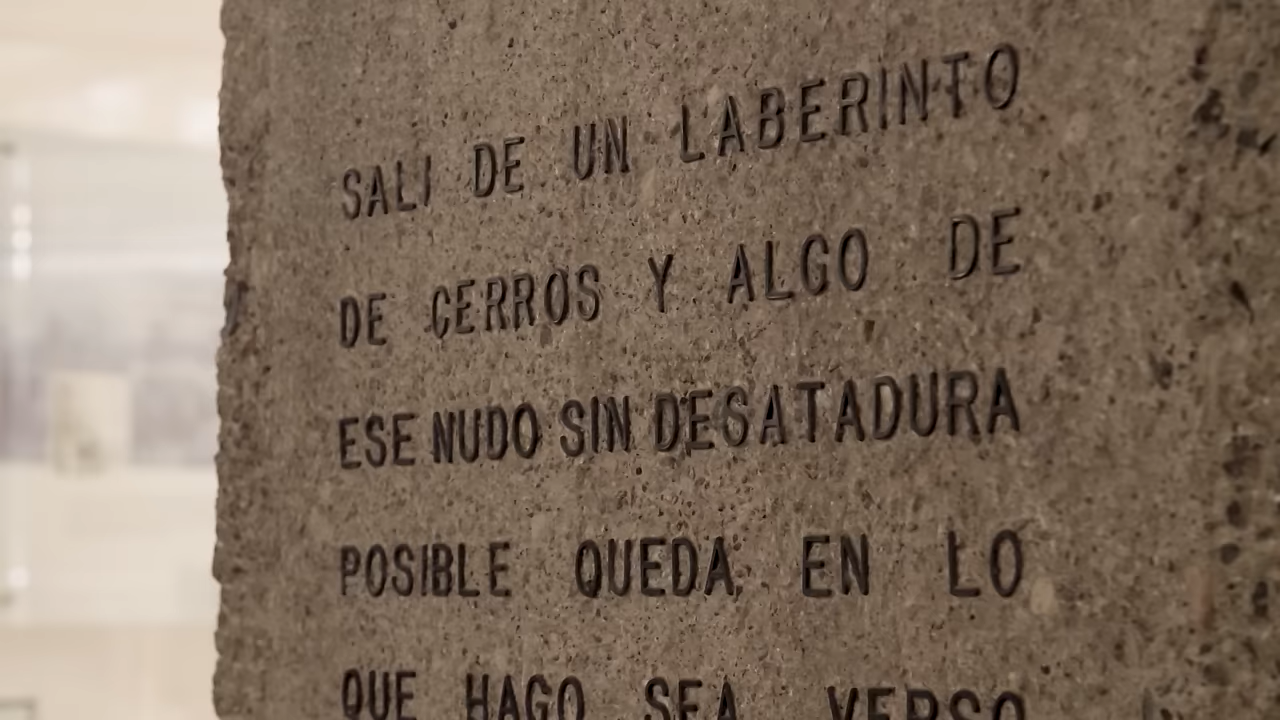 SALI DE UN LABERINTO
DE CERROS Y ALGO DE
ESE NUDO SIN DESATADURA
POSIBLE QUEDA EN LO
QUE HAGO SEA VERSO